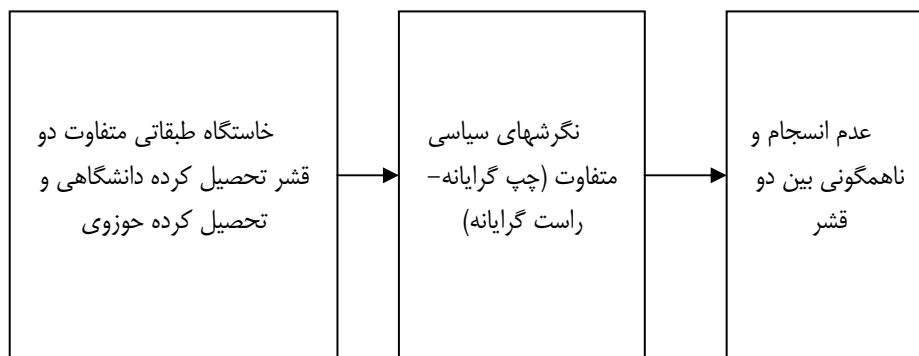 خاستگاه طبقاتی متفاوت دو
قشر تحصیل کرده دانشگاهی و
تحصیل کرده حوزوی
نگرشهای سیاسی
متفاوت (چپ گرایانه-
راست گرایانه)
عدم انسجام و
ناهمگونی بین دو
قشر